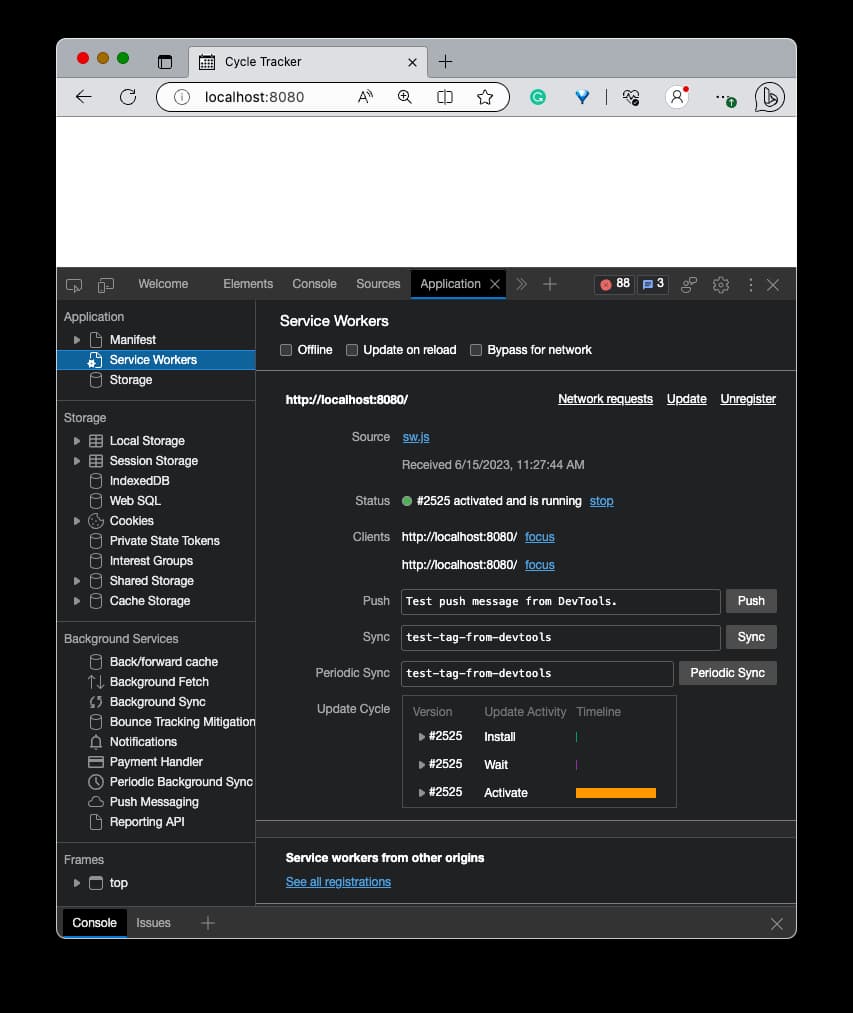 Cycle Tracker
localhost:8080
Welcome Elements Console Sources Application 88 3
Application
Manifest
Service Workers
Storage
Storage
Local Storage
Session Storage
IndexedDB
Web SQL
Cookies
Private State Tokens
Interest Groups
Shared Storage
Cache Storage
Background Services
Back/forward cache
Background Fetch
Background Sync
Bounce Tracking Mitigation
Notifications
Payment Handler
Periodic Background Sync
Push Messaging
Reporting API
Frames
top
Service Workers
Offline Update on reload Bypass for network
http://localhost:8080/ Network requests Update Unregister
Source sw.js
Received 6/15/2023, 11:27:44 AM
Status #2525 activated and is running stop
Clients http://localhost:8080/ focus
http://localhost:8080/ focus
Push Test push message from DevTools. Push
Sync test-tag-from-devtools Sync
Periodic Sync test-tag-from-devtools Periodic Sync
Update Cycle Version Update Activity Timeline
#2525 Install
#2525 Wait
#2525 Activate
Service workers from other origins
See all registrations
Console Issues